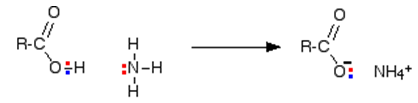 O O
R-C H R-C
O-H N-H O⁻ NH₄⁺
H